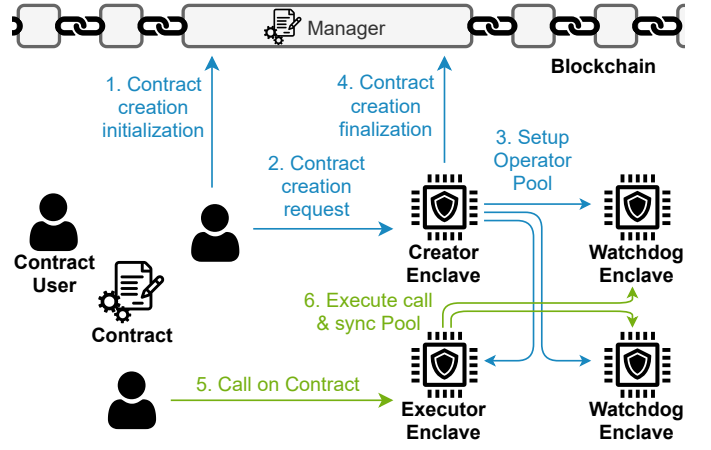 Manager
Blockchain
1. Contract
creation
initialization
4. Contract
creation
finalization
2. Contract
creation
request
3. Setup
Operator
Pool
Contract
User
Contract
Creator
Enclave
Watchdog
Enclave
6. Execute call
& sync Pool
5. Call on Contract
Executor
Enclave
Watchdog
Enclave